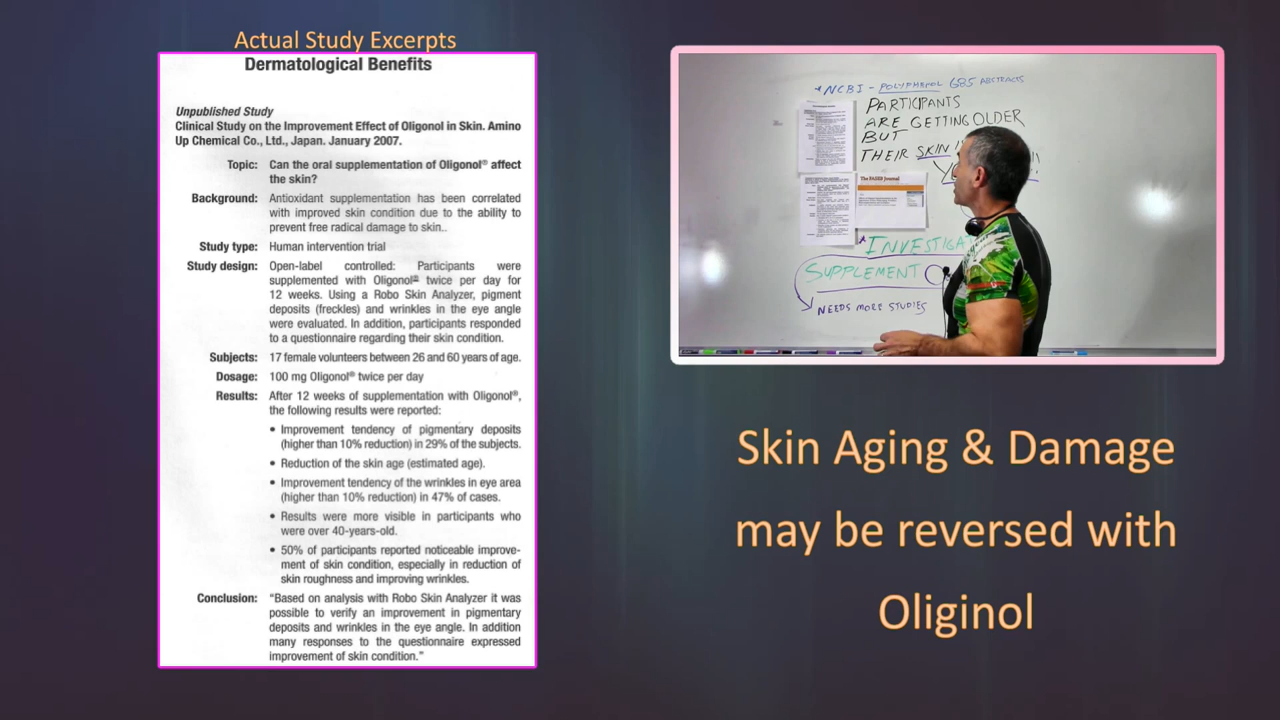 Actual Study Excerpts
Dermatological Benefits
Unpublished Study
Clinical Study on the Improvement Effect of Oligonol in Skin. Amino
Up Chemical Co., Ltd., Japan. January 2007.
Topic: Can the oral supplementation of Oligonol® affect
the skin?
Background: Antioxidant supplementation has been correlated
with improved skin condition due to the ability to
prevent free radical damage to skin..
Study type: Human intervention trial
Study design: Open-label controlled: Participants were
supplemented with Oligonol® twice per day for
12 weeks. Using a Robo Skin Analyzer, pigment
deposits (freckles) and wrinkles in the eye angle
were evaluated. In addition, participants responded
to a questionnaire regarding their skin condition.
Subjects: 17 female volunteers between 26 and 60 years of age.
Dosage: 100 mg Oligonol® twice per day
Results: After 12 weeks of supplementation with Oligonol®,
the following results were reported:
• Improvement tendency of pigmentary deposits
(higher than 10% reduction) in 29% of the subjects.
• Reduction of the skin age (estimated age).
• Improvement tendency of the wrinkles in eye area
(higher than 10% reduction) in 47% of cases.
• Results were more visible in participants who
were over 40-years-old.
• 50% of participants reported noticeable improve-
ment of skin condition, especially in reduction of
skin roughness and improving wrinkles.
Conclusion: "Based on analysis with Robo Skin Analyzer it was
possible to verify an improvement in pigmentary
deposits and wrinkles in the eye angle. In addition
many responses to the questionnaire expressed
improvement of skin condition."
*NCBI - POLYPHENOL 685 ABSTRACTS
PARTICIPANTS
ARE GETTING OLDER
BUT
THEIR SKIN
The FASEB Journal
*INVESTIGA
SUPPLEMENT
NEEDS MORE STUDIES
Skin Aging & Damage
may be reversed with
Oliginol